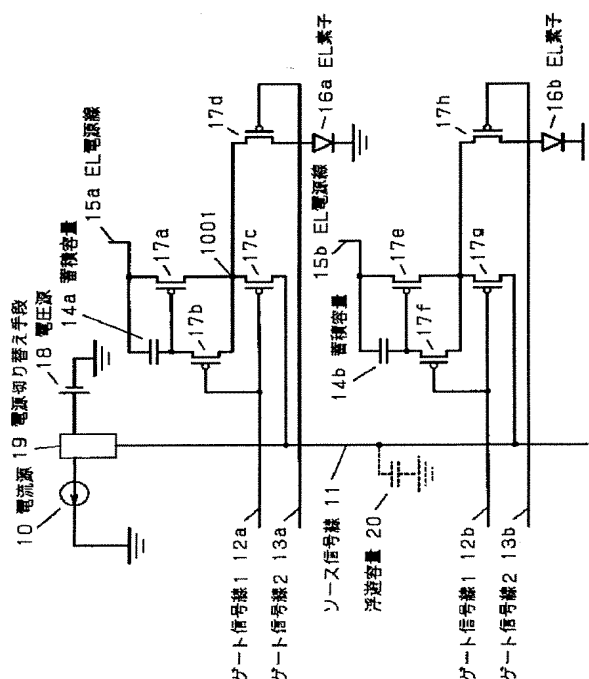 10 電流源
19 電源切り替え手段
18 電圧源
14a 蓄積容量
15a EL電源線
17a
17b
1001
17c
17d
16a EL素子
ゲート信号線1 12a
ゲート信号線2 13a
ソース信号線 11
浮遊容量 20
14b 蓄積容量
15b EL電源線
17e
17f
17g
17h
16b EL素子
ゲート信号線1 12b
ゲート信号線2 13b